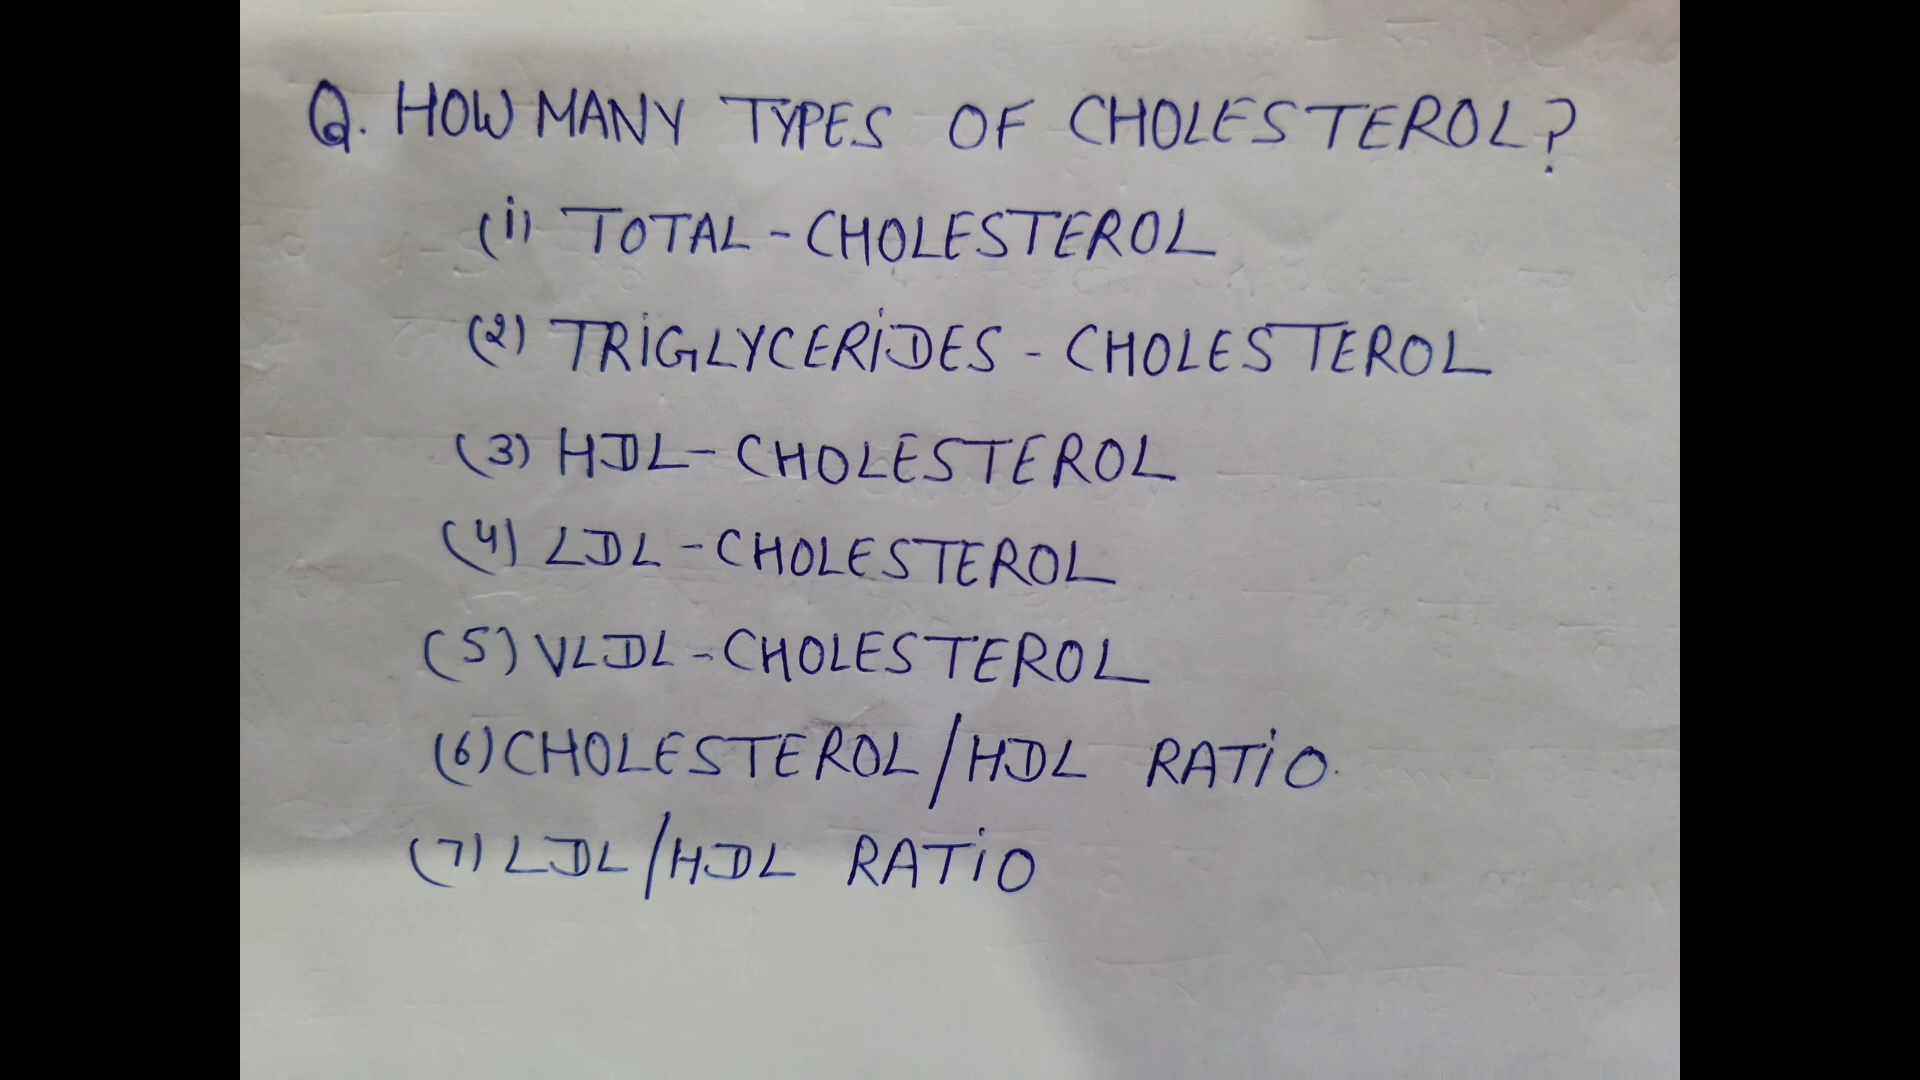 Q. HOW MANY TYPES OF CHOLESTEROL?
(1) TOTAL-CHOLESTEROL
(2) TRIGLYCERIDES-CHOLESTEROL
(3) HDL-CHOLESTEROL
(4) LDL-CHOLESTEROL
(5) VLDL-CHOLESTEROL
(6) CHOLESTEROL/HDL RATIO.
(7) LDL/HDL RATIO